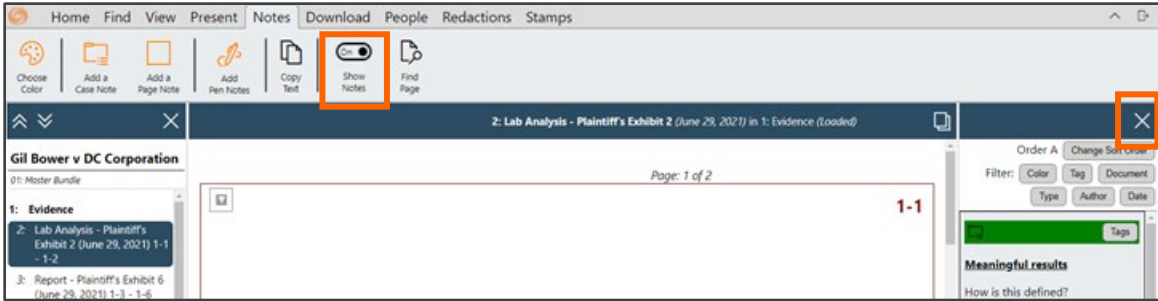 Home Find View Present Notes Download People Redactions Stamps
Choose Color
Add a Case Note
Add a Page Note
Add Pen Notes
Copy Text
On
Show Notes
Find Page
2: Lab Analysis - Plaintiff's Exhibit 2 (June 29, 2021) in 1: Evidence (Loaded)
Gil Bower v DC Corporation
01: Master Bundle
1: Evidence
2: Lab Analysis - Plaintiff's
Exhibit 2 (June 29, 2021) 1-1
- 1-2
3: Report - Plaintiff's Exhibit 6
(June 29, 2021) 1-3 - 1-6
Page: 1 of 2
1-1
Order A Change Sort Order
Filter: Color Tag Document
Type Author Date
Tags
Meaningful results
How is this defined?